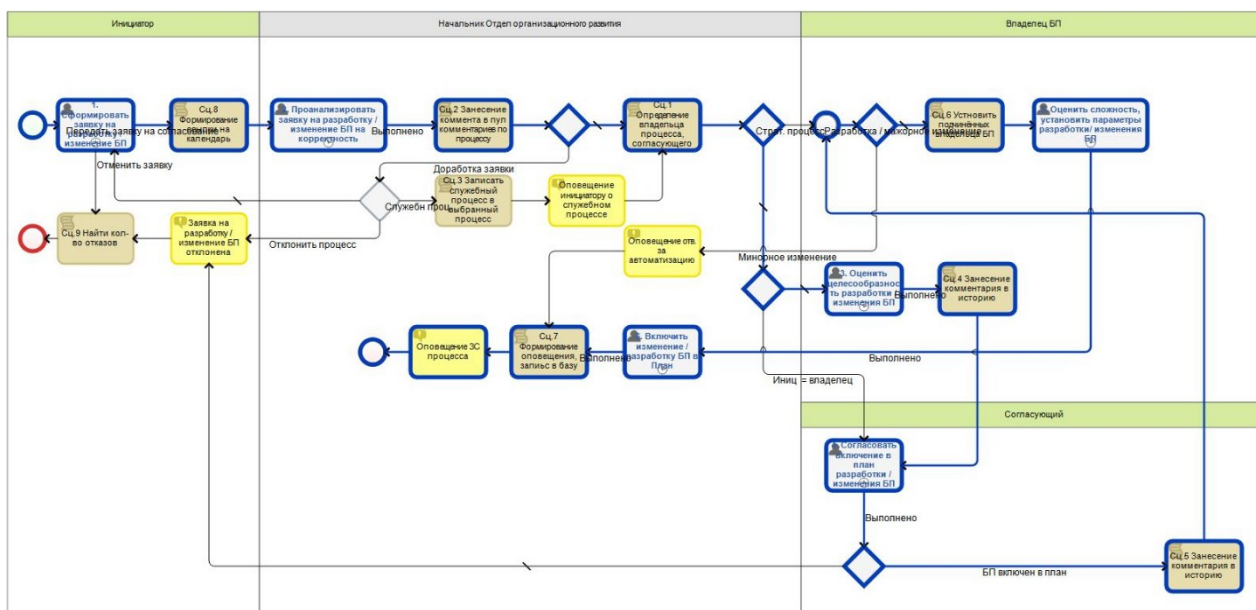 Инициатор
Начальник Отдел организационного развития
Владелец БП
1.
Сформировать
заявку на
разработку /
изменение БП
Передать заявку на согласование
Сц.8
Формирование
календарь
Проанализировать
заявку на разработку /
изменение БП на
корректность
Выполнено
Сц.2 Занесение
коммента в пул
комментариев по
процессу
Сц.1
Определение
владельца
процесса,
согласующего
Страт. процесс
Разработка / мажорное изменение
Сц.6 Устновить
подчинённых
владельца БП
Оценить сложность,
установить параметры
разработки/ изменения
БП
Отменить заявку
Доработка заявки
Служебн проц.
Сц.3 Записать
служебный
процесс в
выбранный
процесс
Оповещение
инициатору о
служебном
процессе
Сц.9 Найти кол-
во отказов
Заявка на
разработку /
изменение БП
отклонена
Отклонить процесс
Оповещение отв.
за
автоматизацию
Минорное изменение
3. Оценить
целесообразнос
ть разработки /
изменения БП
Выполнено
Сц.4 Занесение
комментария в
историю
Оповещение ЗС
процесса
Сц.7
Формирование
оповещения,
запиьс в базу
Выполнено
. Включить
изменение /
разработку БП в
План
Выполнено
Иниц. = владелец
Согласующий
Согласовать
включение в
план
разработки /
изменения БП
Выполнено
БП включен в план
Сц.5 Занесение
комментария в
историю